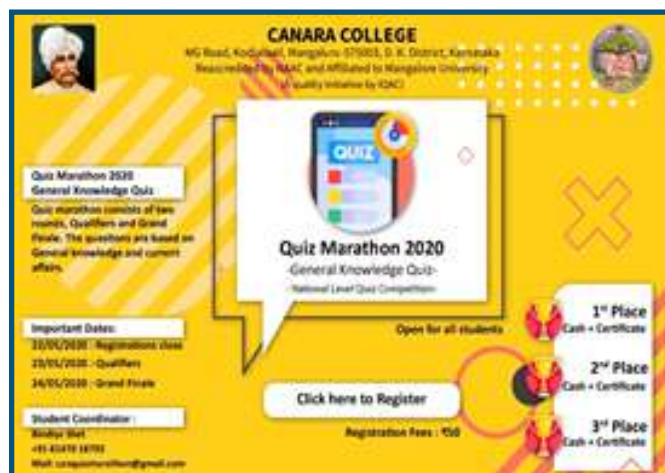 CANARA COLLEGE
MG Road, Kodialbail, Mangaluru-575003, D. K. District, Karnataka
Reaccredited by NAAC and Affiliated to Mangalore University
(A quality Initiative by IQAC)
QUIZ
Quiz Marathon 2020
General Knowledge Quiz
Quiz marathon consists of two
rounds, Qualifiers and Grand
Finale. The questions are based on
General knowledge and current
affairs.
Quiz Marathon 2020
-General Knowledge Quiz-
- National Level Quiz Competition-
Open for all students
Important Dates:
22/05/2020 : Registrations close
23/05/2020 :- Qualifiers
24/05/2020 :- Grand Finale
Click here to Register
Registration Fees : ₹50
1st Place
Cash + Certificate
2nd Place
Cash + Certificate
3rd Place
Cash + Certificate
Student Coordinator :
Shet
+91
Mail: